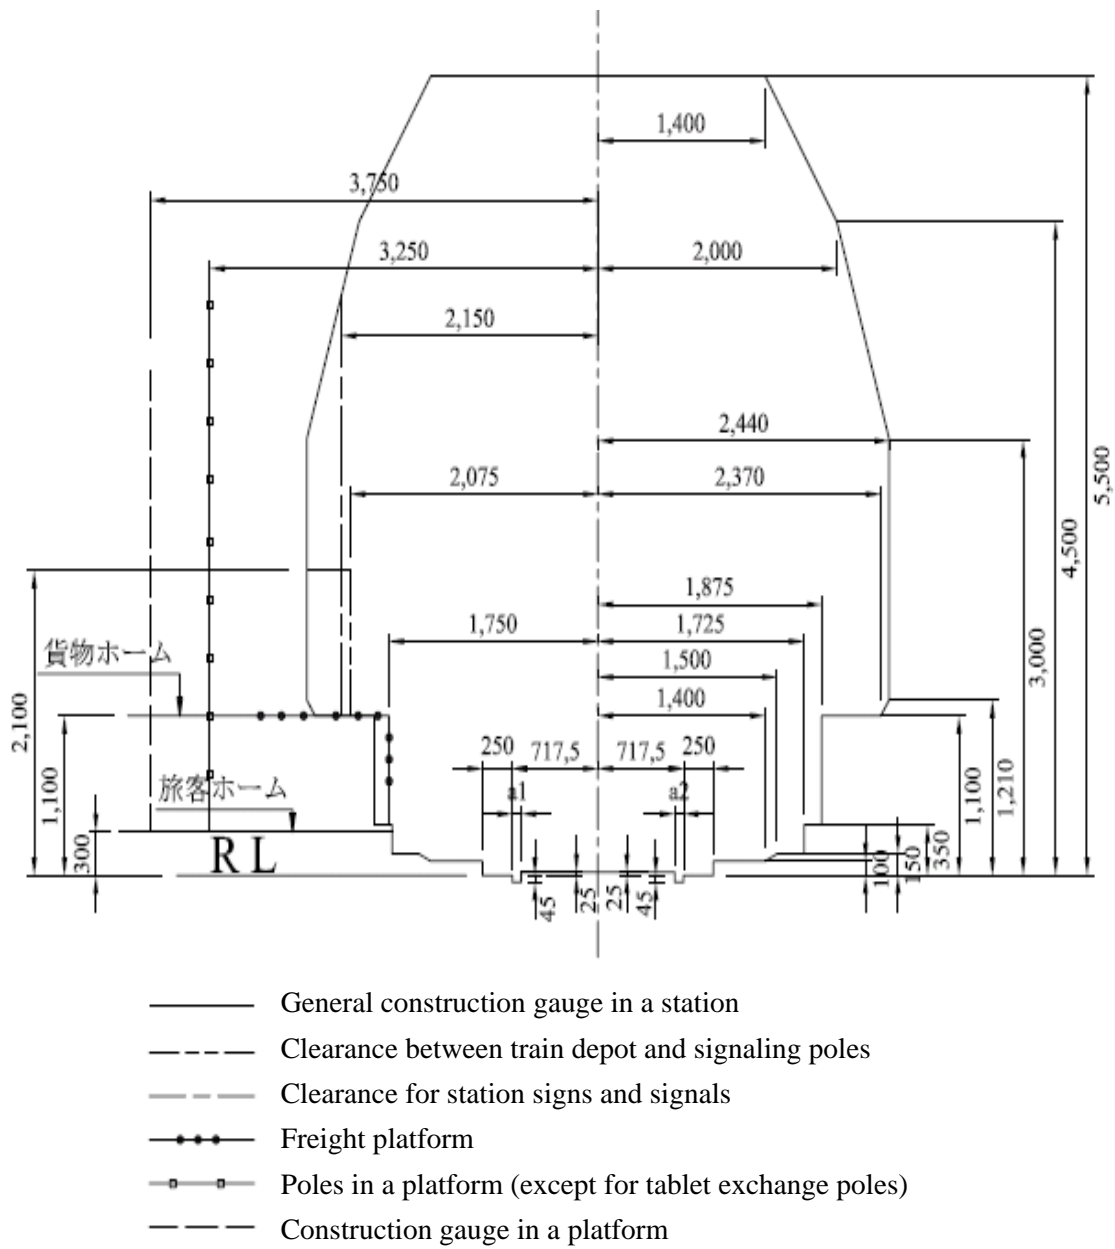 1,400
3,750
3,250
2,000
2,150
2,440
5,500
2,075
2,370
4,500
1,875
1,750
1,725
貨物ホーム
1,500
3,000
2,100
1,400
250
717,5
717,5
250
1,100
旅客ホーム
a1
a2
1,100
1,210
300
RL
100
150
350
45
25
25
45
General construction gauge in a station
Clearance between train depot and signaling poles
Clearance for station signs and signals
Freight platform
Poles in a platform (except for tablet exchange poles)
Construction gauge in a platform